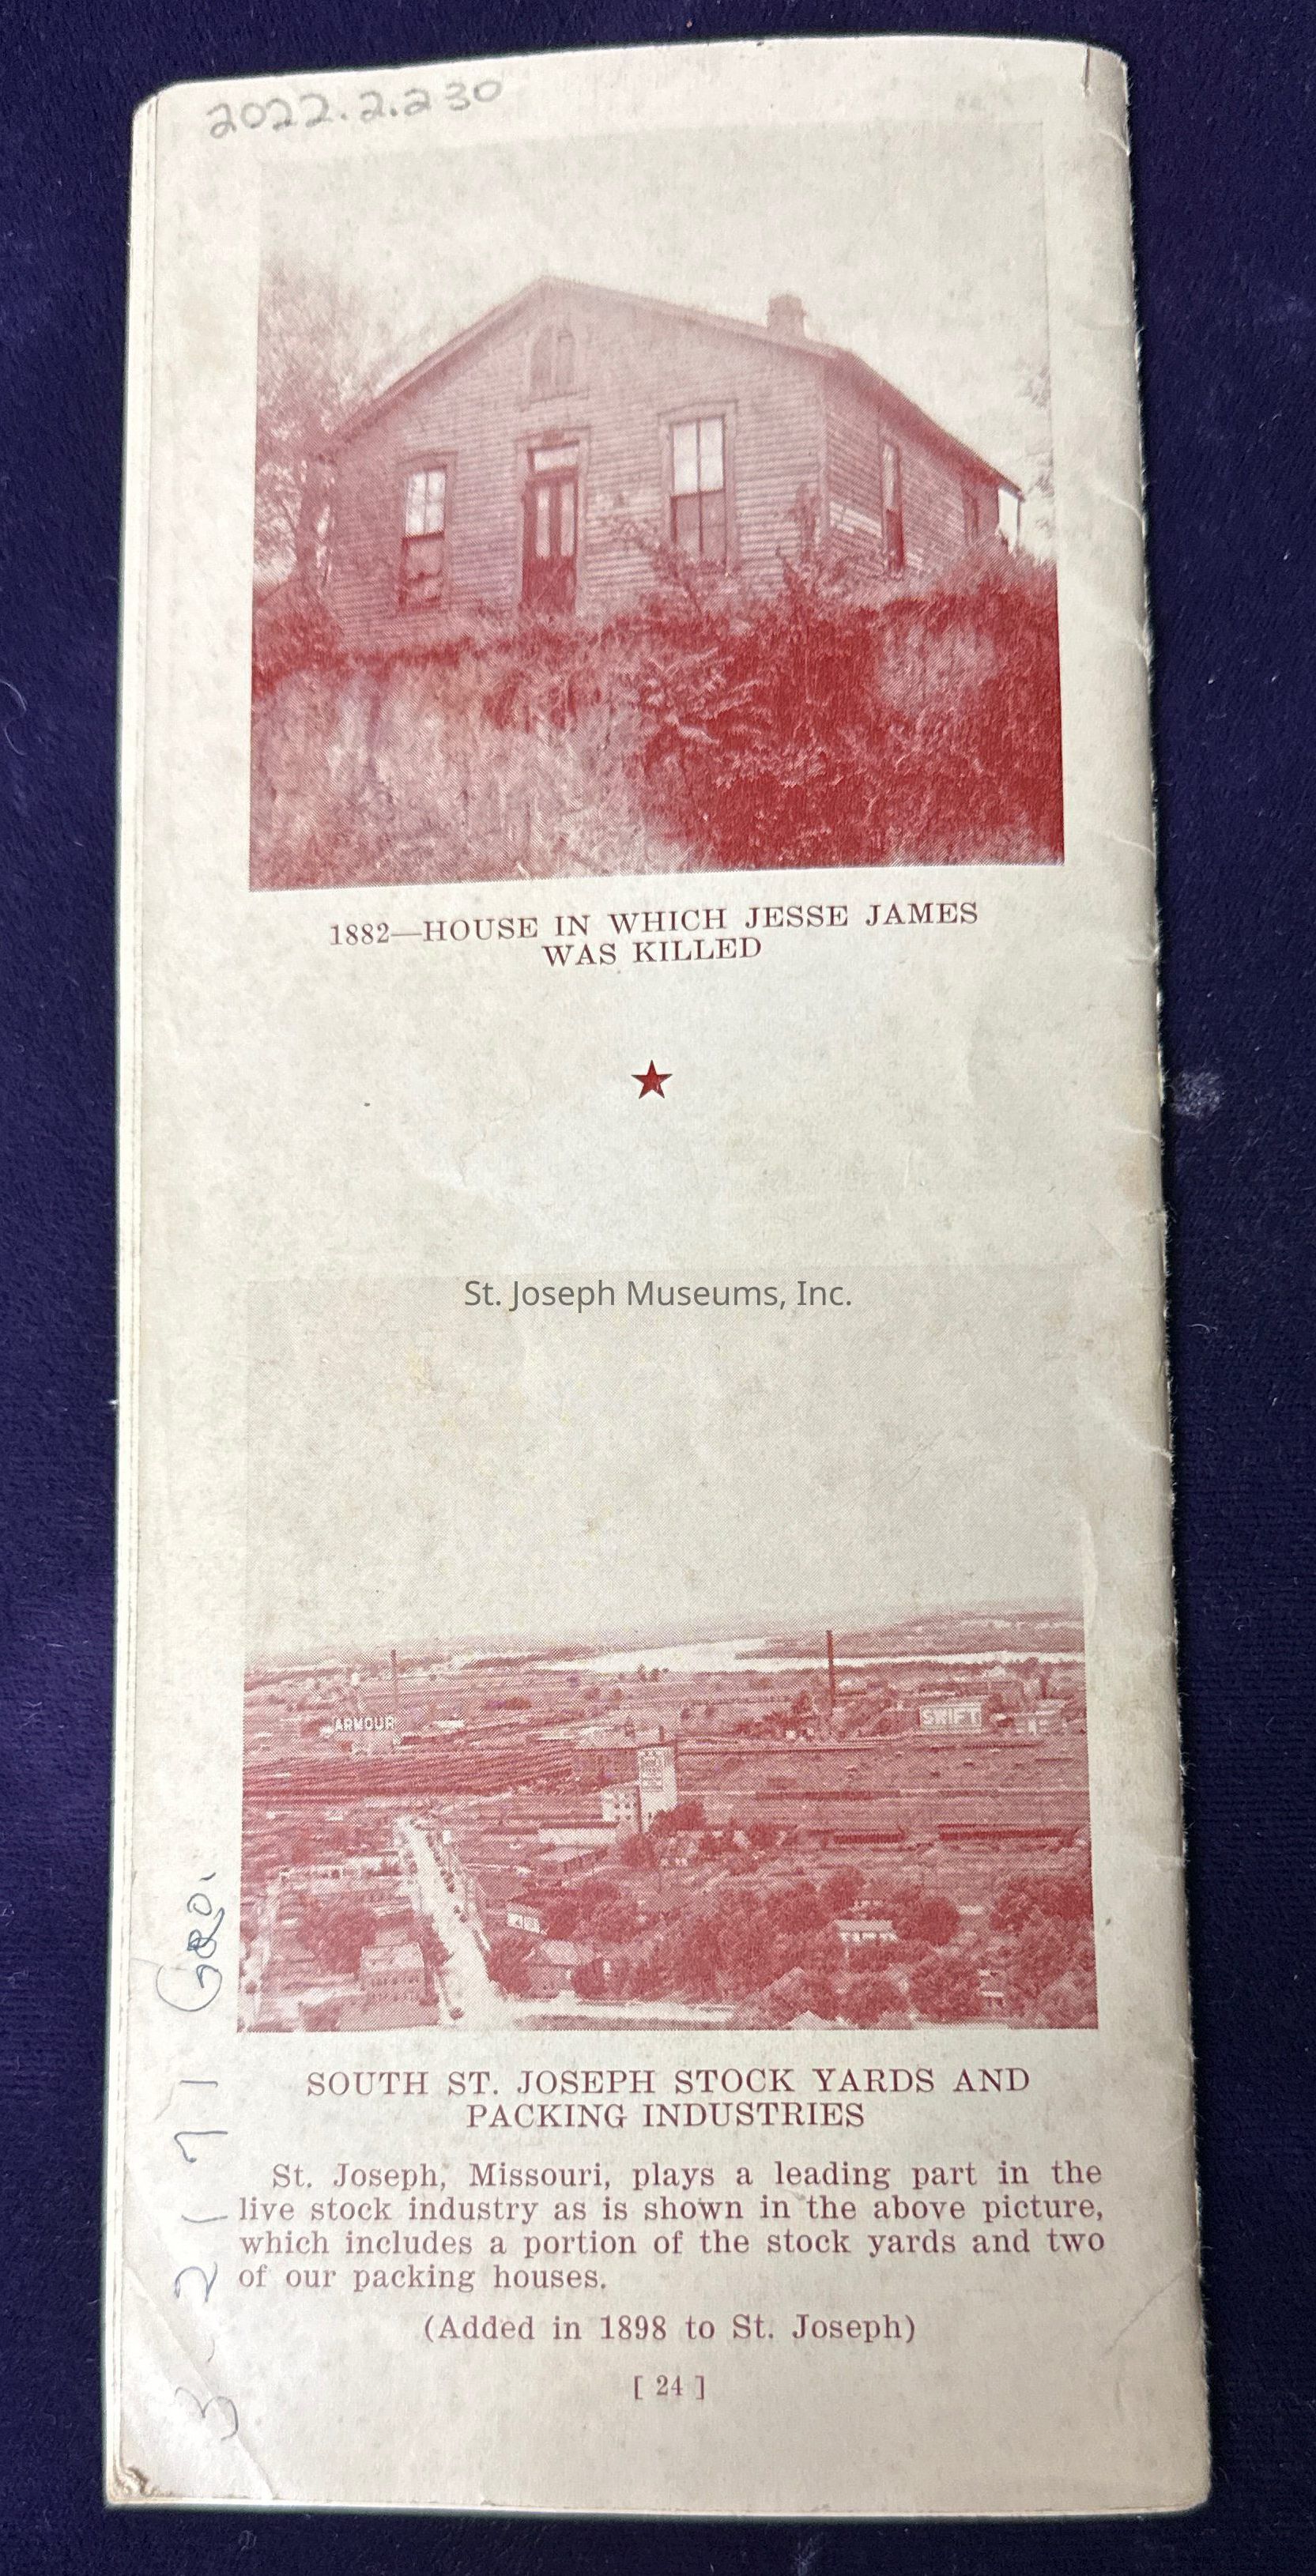 2022.2.230
1882—HOUSE IN WHICH JESSE JAMES
WAS KILLED
St. Joseph Museums, Inc.
ARMOUR
SWIFT
SOUTH ST. JOSEPH STOCK YARDS AND
PACKING INDUSTRIES
St. Joseph, Missouri, plays a leading part in the
live stock industry as is shown in the above picture,
which includes a portion of the stock yards and two
of our packing houses.
(Added in 1898 to St. Joseph)
[ 24 ]